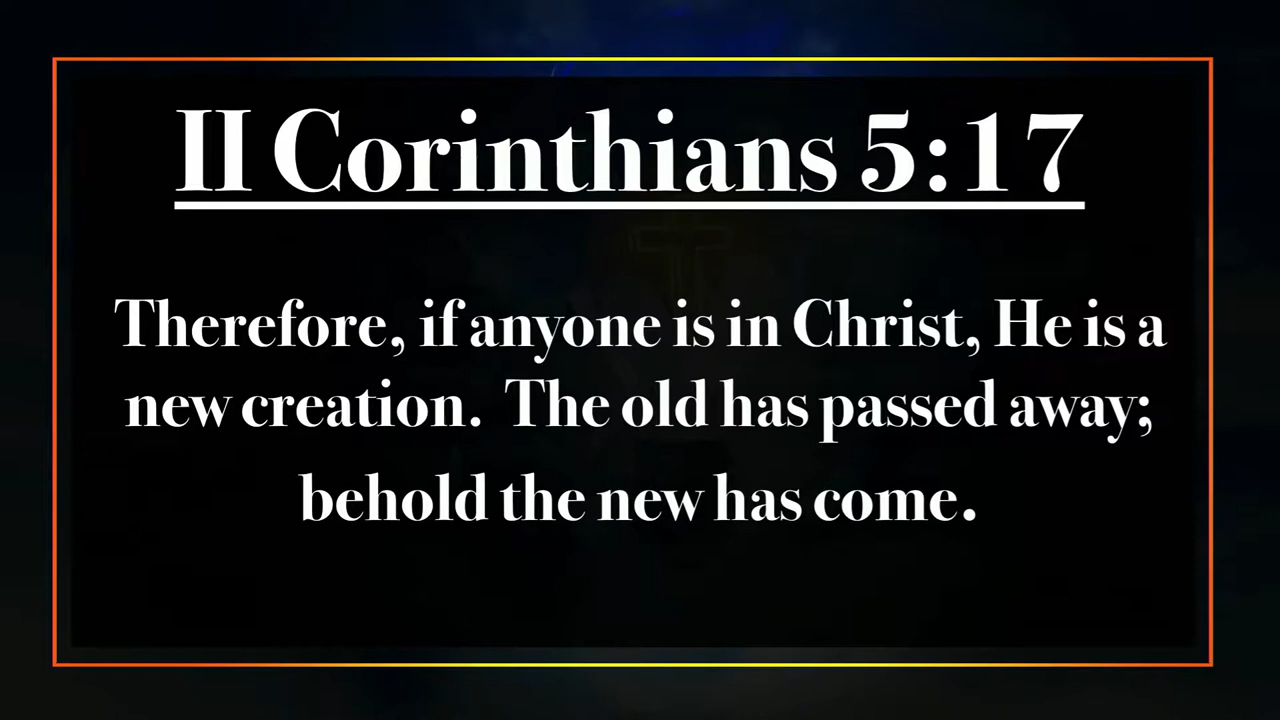 II Corinthians 5:17
Therefore, if anyone is in Christ, He is a
new creation.  The old has passed away;
behold the new has come.